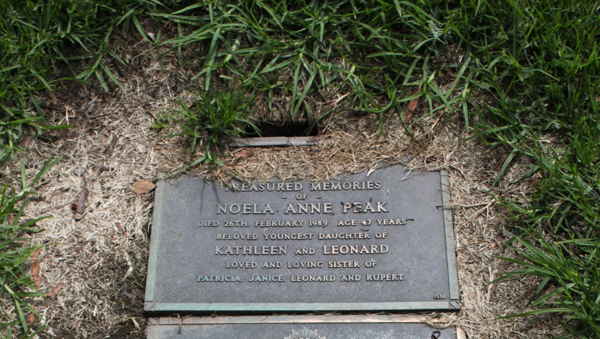 TREASURED MEMORIES
OF
NOELA ANNE PEAK
DIED 26TH. FEBRUARY 1989 AGE 47 YEARS
BELOVED YOUNGEST DAUGHTER OF
KATHLEEN AND LEONARD
LOVED AND LOVING SISTER OF
PATRICIA, JANICE, LEONARD AND RUPERT